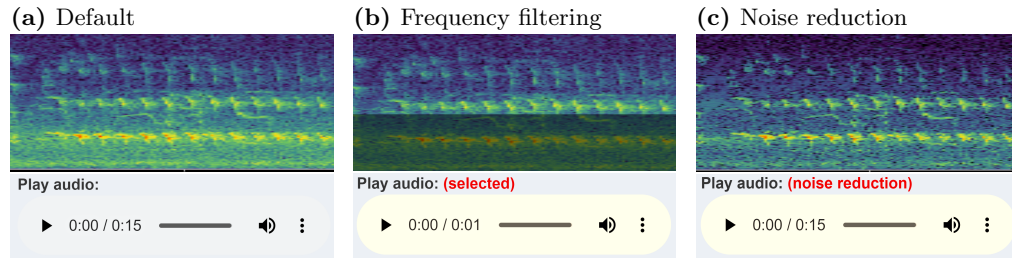 (a) Default
(b) Frequency filtering
(c) Noise reduction
Play audio:
Play audio: (selected)
Play audio: (noise reduction)
0:00 / 0:15
0:00 / 0:01
0:00 / 0:15